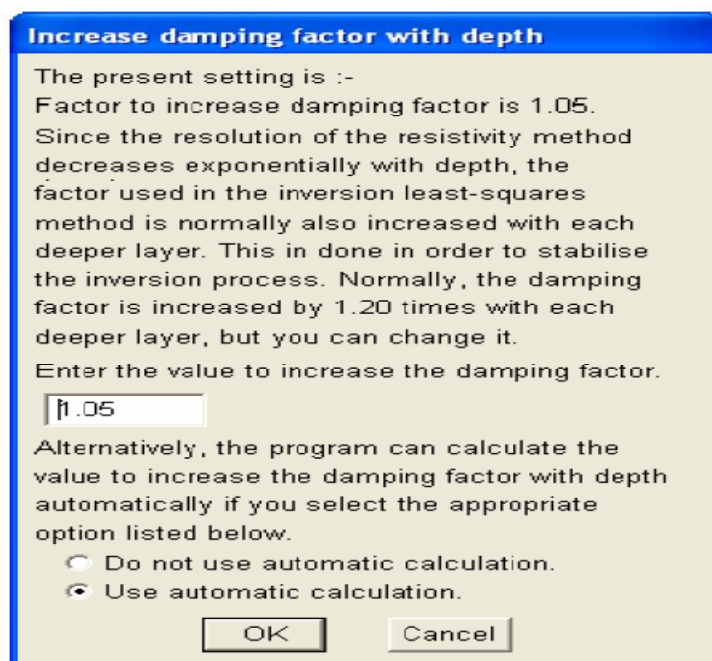 Increase damping factor with depth
The present setting is :-
Factor to increase damping factor is 1.05.
Since the resolution of the resistivity method
decreases exponentially with depth, the
factor used in the inversion least-squares
method is normally also increased with each
deeper layer. This in done in order to stabilise
the inversion process. Normally, the damping
factor is increased by 1.20 times with each
deeper layer, but you can change it.
Enter the value to increase the damping factor.
1.05
Alternatively, the program can calculate the
value to increase the damping factor with depth
automatically if you select the appropriate
option listed below.
Do not use automatic calculation.
Use automatic calculation.
OK Cancel